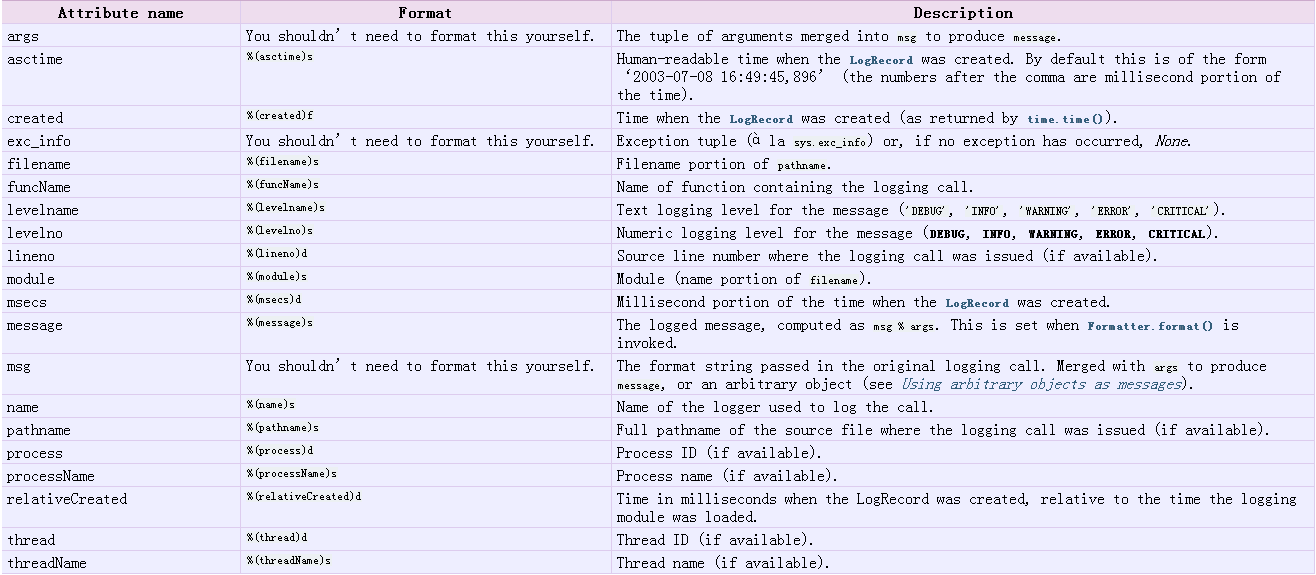 Attribute name Format Description
args You shouldn't need to format this yourself. The tuple of arguments merged into msg to produce message.
asctime %(asctime)s Human-readable time when the LogRecord was created. By default this is of the form
‘2003-07-08 16:49:45,896’ (the numbers after the comma are millisecond portion of
the time).
created %(created)f Time when the LogRecord was created (as returned by time.time()).
exc_info You shouldn't need to format this yourself. Exception tuple (à la sys.exc_info) or, if no exception has occurred, None.
filename %(filename)s Filename portion of pathname.
funcName %(funcName)s Name of function containing the logging call.
levelname %(levelname)s Text logging level for the message ('DEBUG', 'INFO', 'WARNING', 'ERROR', 'CRITICAL').
levelno %(levelno)s Numeric logging level for the message (DEBUG, INFO, WARNING, ERROR, CRITICAL).
lineno %(lineno)d Source line number where the logging call was issued (if available).
module %(module)s Module (name portion of filename).
msecs %(msecs)d Millisecond portion of the time when the LogRecord was created.
message %(message)s The logged message, computed as msg % args. This is set when Formatter.format() is
invoked.
msg You shouldn't need to format this yourself. The format string passed in the original logging call. Merged with args to produce
message, or an arbitrary object (see Using arbitrary objects as messages).
name %(name)s Name of the logger used to log the call.
pathname %(pathname)s Full pathname of the source file where the logging call was issued (if available).
process %(process)d Process ID (if available).
processName %(processName)s Process name (if available).
relativeCreated %(relativeCreated)d Time in milliseconds when the LogRecord was created, relative to the time the logging
module was loaded.
thread %(thread)d Thread ID (if available).
threadName %(threadName)s Thread name (if available).